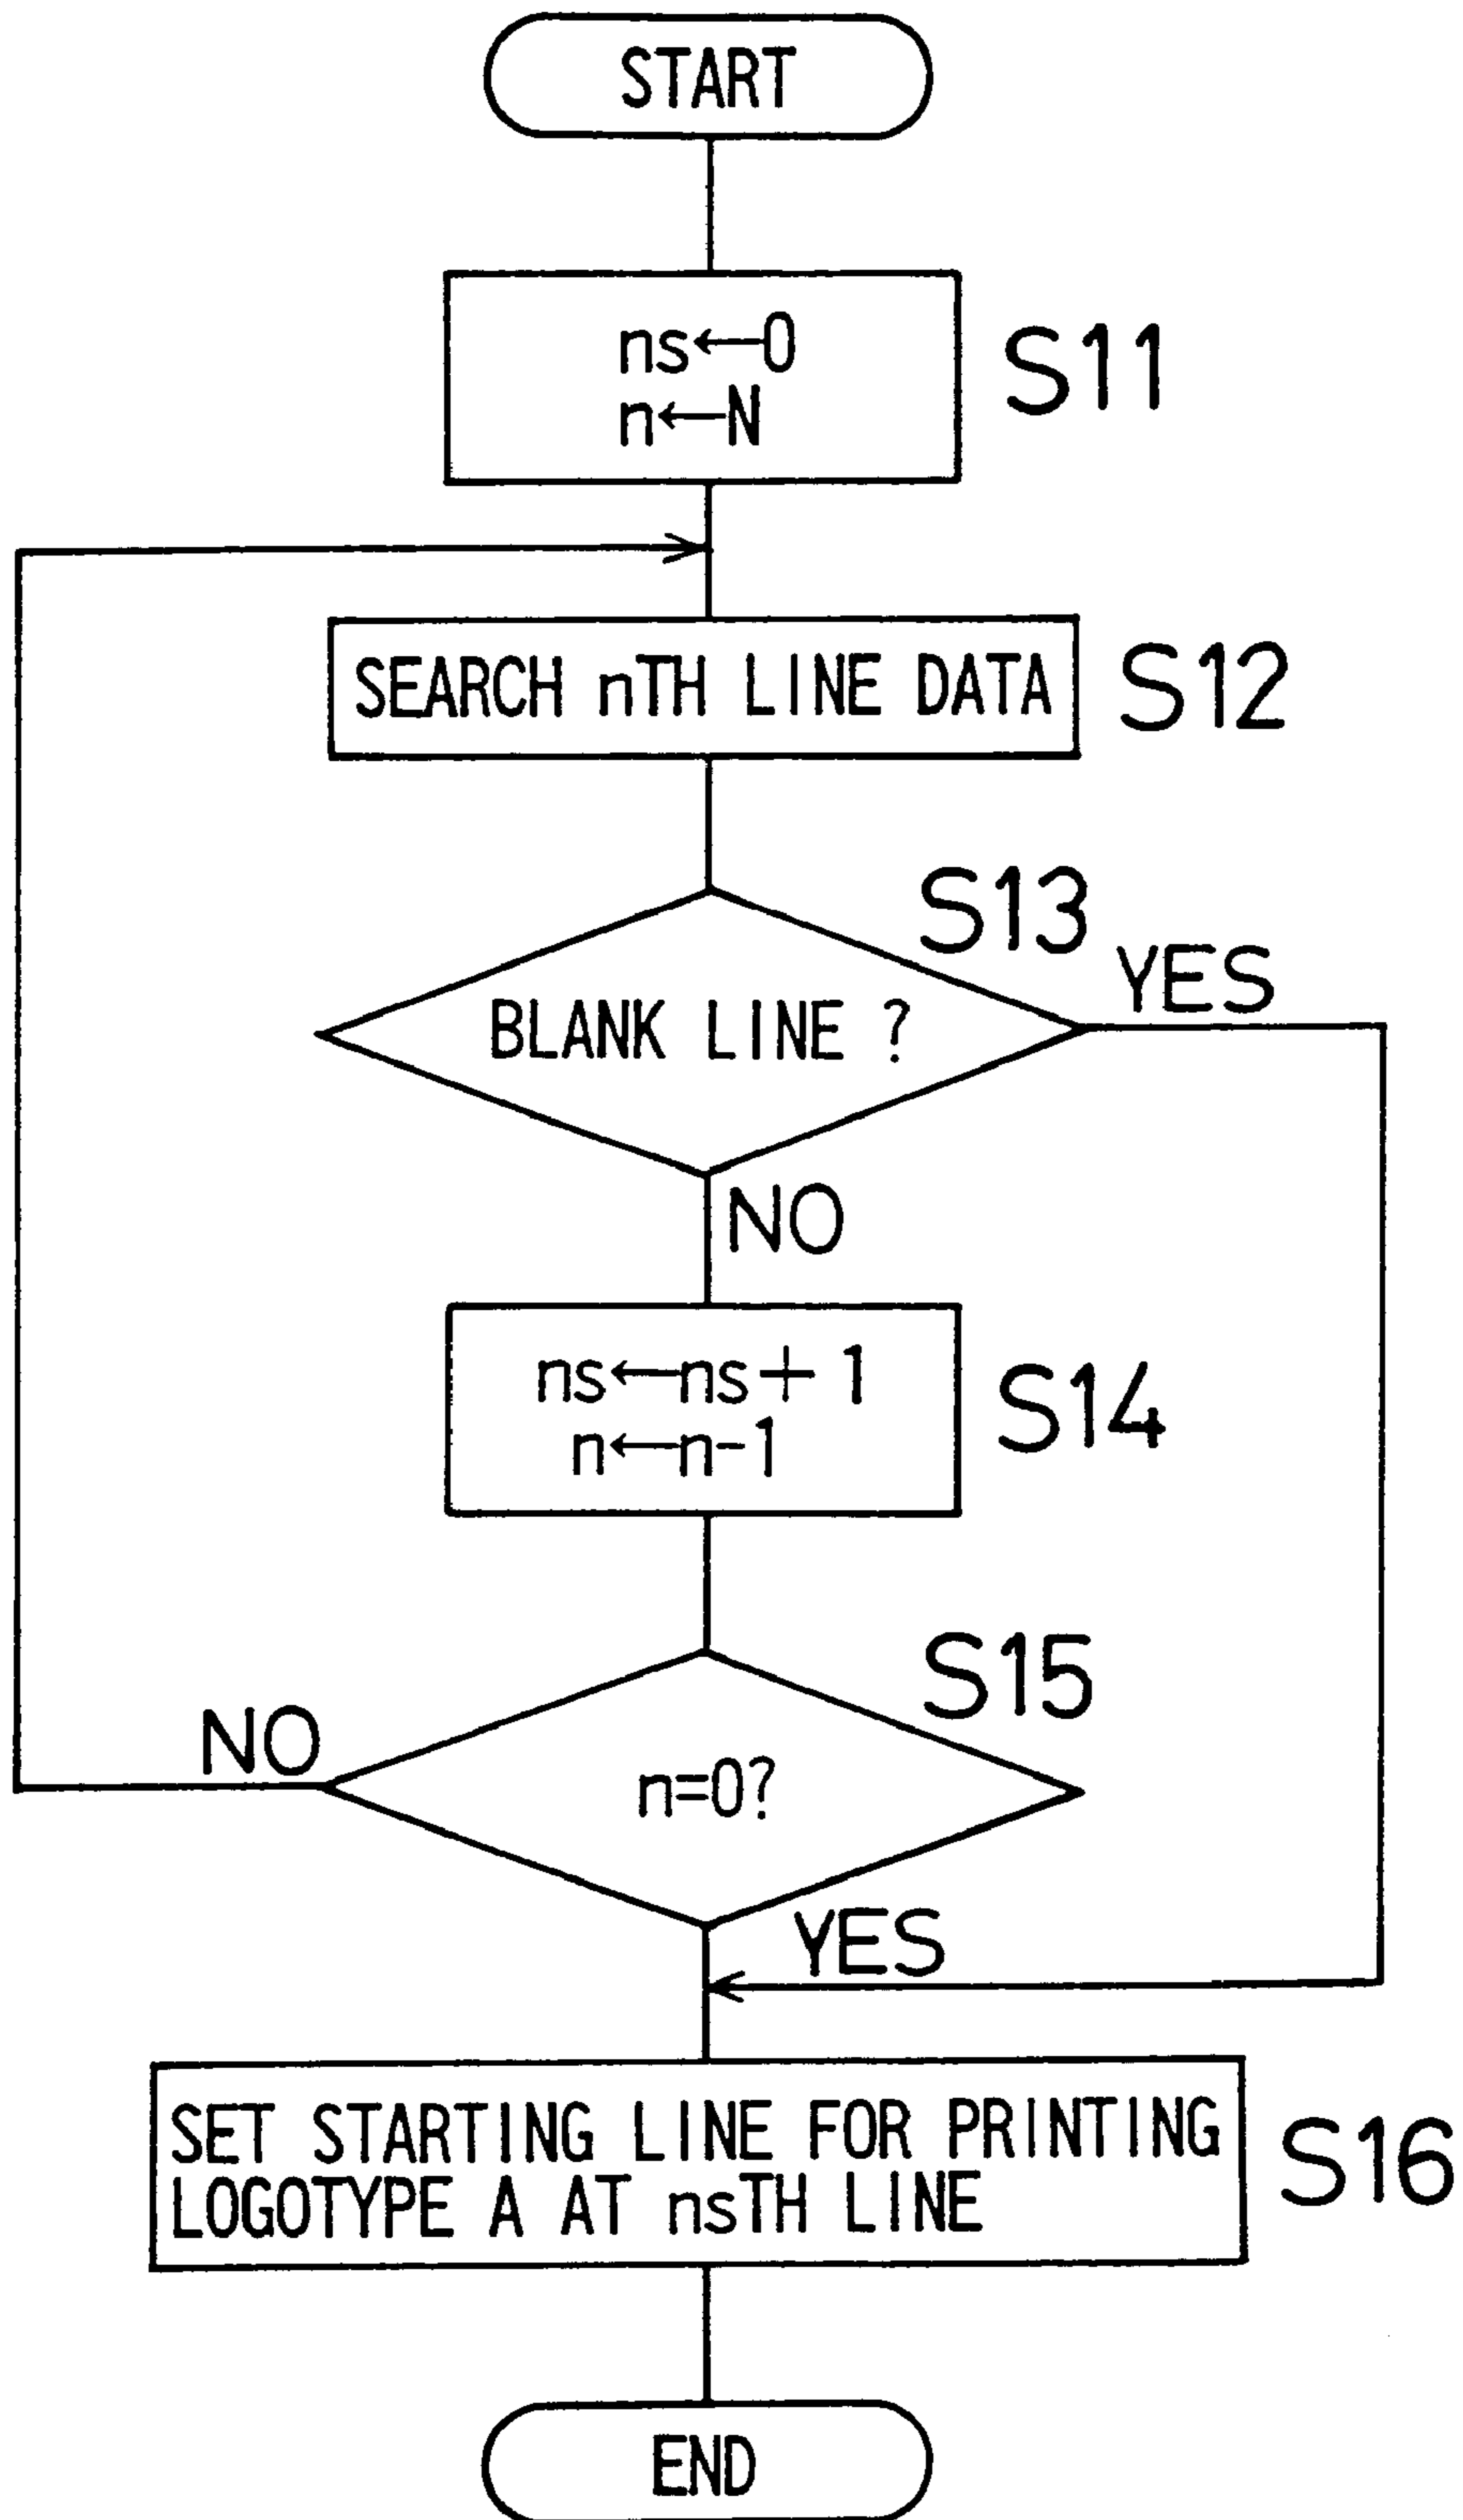 START
ns←0
n←N
S11
SEARCH nTH LINE DATA
S12
S13
YES
BLANK LINE ?
NO
ns←ns+1
n←n-1
S14
S15
NO
n=0?
YES
SET STARTING LINE FOR PRINTING
LOGOTYPE A AT nsTH LINE
S16
END